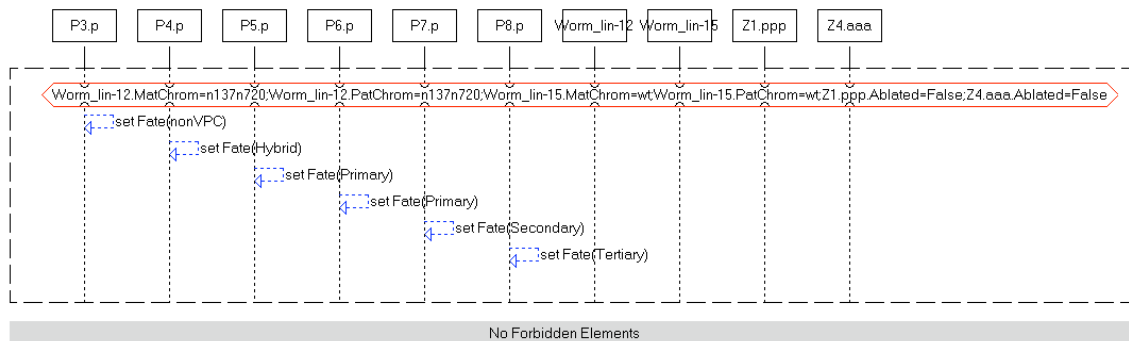 P3.p P4.p P5.p P6.p P7.p P8.p Worm_lin-12 Worm_lin-15 Z1.ppp Z4.aaa
Worm_lin-12.MatChrom=n137n720;Worm_lin-12.PatChrom=n137n720;Worm_lin-15.MatChrom=wt;Worm_lin-15.PatChrom=wt;Z1.ppp.Ablated=False;Z4.aaa.Ablated=False
set Fate(nonVPC)
set Fate(Hybrid)
set Fate(Primary)
set Fate(Primary)
set Fate(Secondary)
set Fate(Tertiary)
No Forbidden Elements